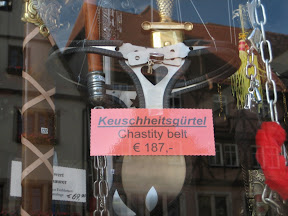 Keuschheitsgürtel
Chastity belt
€ 187,-